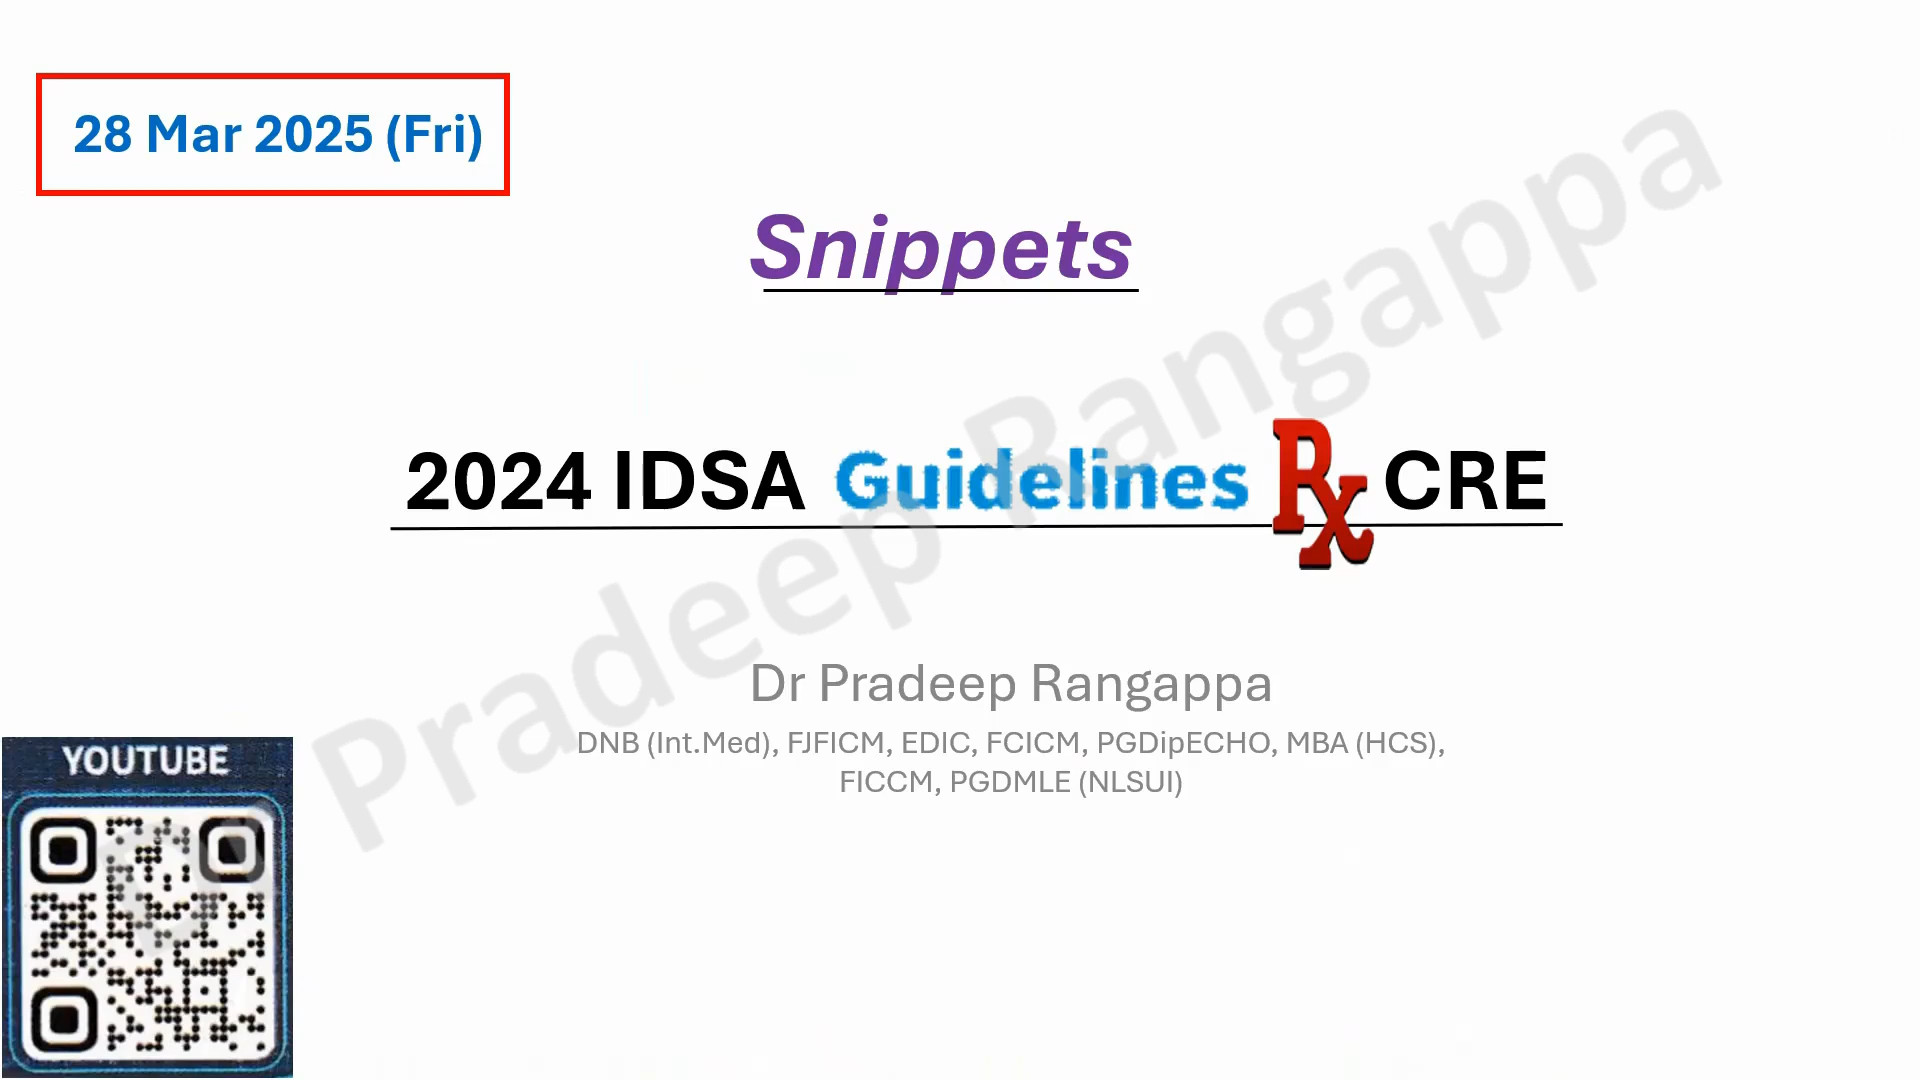 28 Mar 2025 (Fri)
Snippets
2024 IDSA Guidelines Rx CRE
Dr Pradeep Rangappa
DNB (Int.Med), FJFICM, EDIC, FCICM, PGDipECHO, MBA (HCS),
FICCM, PGDMLE (NLSUI)
YOUTUBE
Dr Pradeep Rangappa